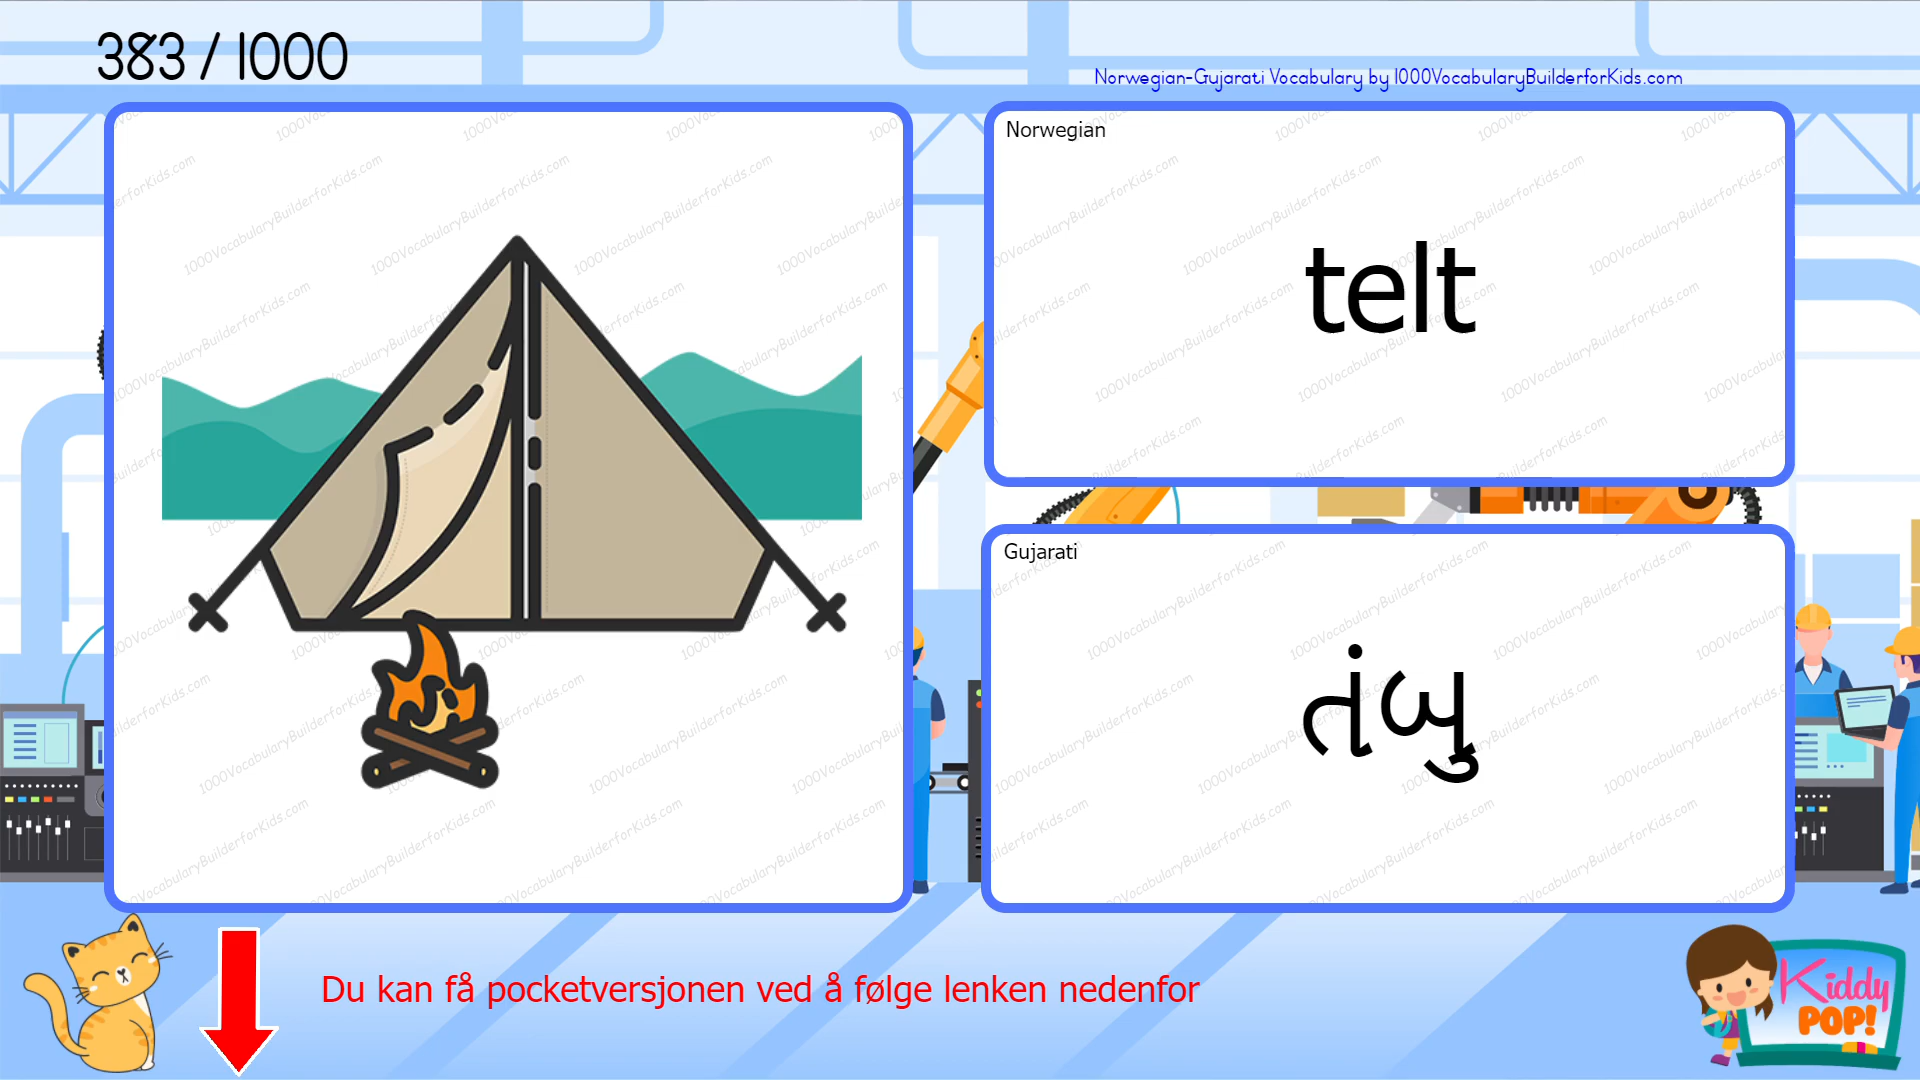 383 / 1000
Norwegian-Gujarati Vocabulary by 1000VocabularyBuilderforKids.com
Norwegian
telt
Gujarati
તંબુ
Du kan få pocketversjonen ved å følge lenken nedenfor
Kiddy
POP!